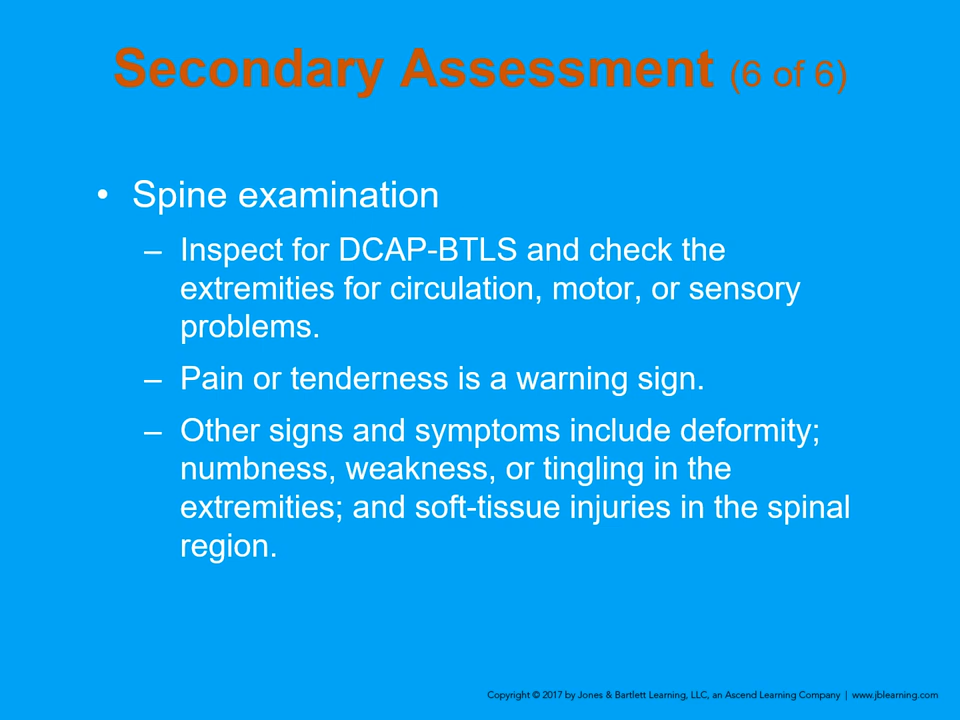 Secondary Assessment (6 of 6)
• Spine examination
– Inspect for DCAP-BTLS and check the
extremities for circulation, motor, or sensory
problems.
– Pain or tenderness is a warning sign.
– Other signs and symptoms include deformity;
numbness, weakness, or tingling in the
extremities; and soft-tissue injuries in the spinal
region.
Copyright © 2017 by Jones & Bartlett Learning, LLC, an Ascend Learning Company | www.jblearning.com